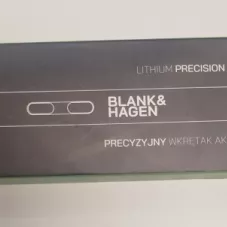 LITHIUM PRECISION
BLANK&
HAGEN
PRECYZYJNY WKRĘTAK AK